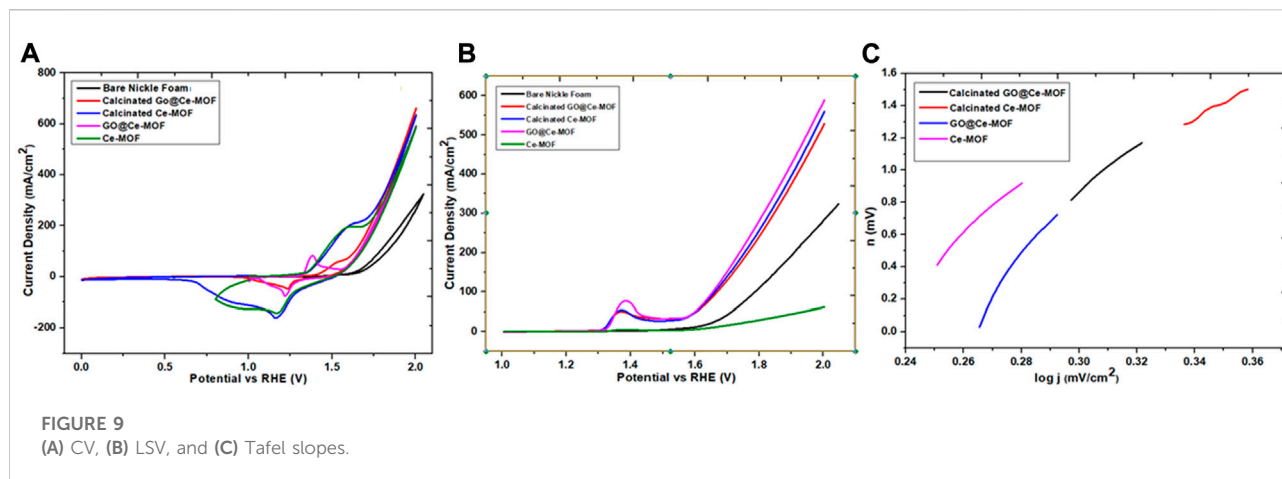 A
800
600
400
200
0
-200
Current Density (mA/cm²)
0.0 0.5 1.0 1.5 2.0
Potential vs RHE (V)
Bare Nickle Foam
Calcinated Go@Ce-MOF
Calcinated Ce-MOF
GO@Ce-MOF
Ce-MOF
B
600
500
400
300
200
100
0
Current Density (mA/cm²)
1.0 1.2 1.4 1.6 1.8 2.0
Potential vs RHE (V)
Bare Nickle Foam
Calcinated GO@Ce-MOF
Calcinated Ce-MOF
GO@Ce-MOF
Ce-MOF
C
1.6
1.4
1.2
1.0
0.8
0.6
0.4
1.2
0.0
n (mV)
0.24 0.26 0.28 0.30 0.32 0.34 0.36
log j (mV/cm²)
Calcinated GO@Ce-MOF
Calcinated Ce-MOF
GO@Ce-MOF
Ce-MOF
FIGURE 9
(A) CV, (B) LSV, and (C) Tafel slopes.